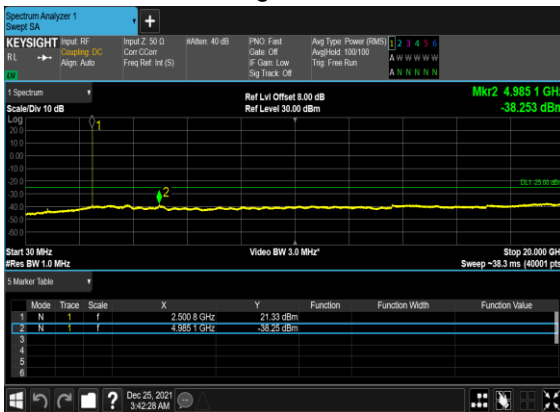 Spectrum Analyzer 1
Swept SA
KEYSIGHT
RL
LV
Input: RF
Coupling: DC
Align: Auto
Input Z: 50 Ω
Corr CCorr
Freq Ref: Int (S)
#Atten: 40 dB
PNO: Fast
Gate: Off
IF Gain: Low
Sig Track: Off
Avg Type: Power (RMS)
Avg|Hold: 100/100
Trig: Free Run
1 2 3 4 5 6
A W W W W W
A N N N N N
1 Spectrum
Scale/Div 10 dB
Ref Lvl Offset 8.00 dB
Ref Level 30.00 dBm
Mkr2 4.985 1 GHz
-38.253 dBm
Log
20.0
10.0
0.00
-10.0
-20.0
-30.0
-40.0
-50.0
-60.0
1
2
DL1 -25.00 dBm
Start 30 MHz
#Res BW 1.0 MHz
Video BW 3.0 MHz*
Stop 20.000 GHz
Sweep ~38.3 ms (40001 pts)
5 Marker Table
Mode Trace Scale X Y Function Function Width Function Value
1 N 1 f 2.500 8 GHz 21.33 dBm
2 N 1 f 4.985 1 GHz -38.25 dBm
3
4
5
6
?
Dec 25, 2021
3:42:28 AM